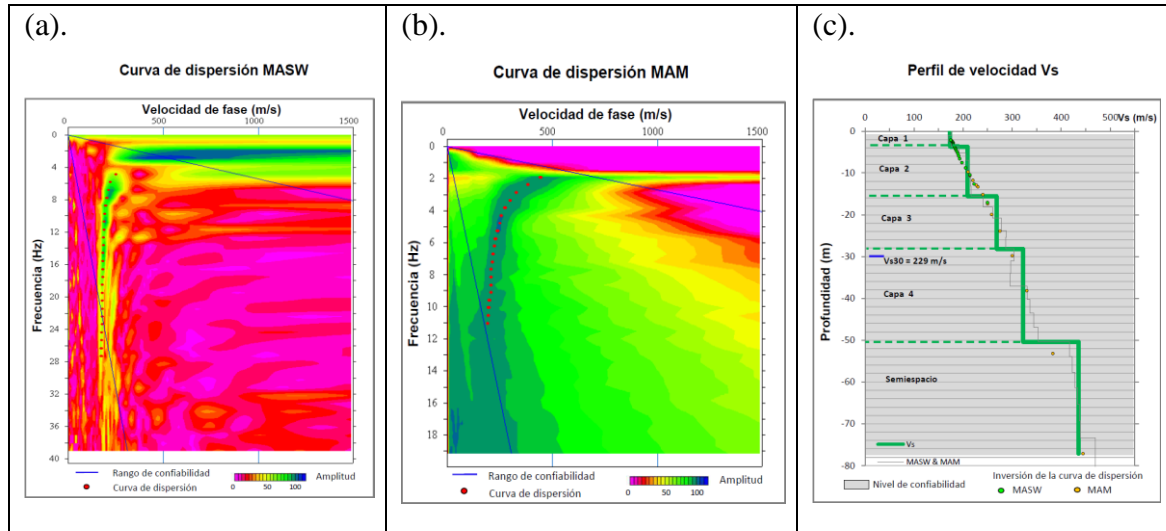 (a).
Curva de dispersión MASW
Velocidad de fase (m/s)
0 500 1000 1500
Frecuencia (Hz)
0
4
8
12
16
20
24
28
32
36
40
Rango de confiabilidad
Curva de dispersión
Amplitud
0 50 100
(b).
Curva de dispersión MAM
Velocidad de fase (m/s)
0 500 1000 1500
Frecuencia (Hz)
0
2
4
6
8
10
12
14
16
18
Rango de confiabilidad
Curva de dispersión
Amplitud
0 50 100
(c).
Perfil de velocidad Vs
Vs (m/s)
0 100 200 300 400 500
Profundidad (m)
0
-10
-20
-30
-40
-50
-60
-70
-80
Capa 1
Capa 2
Capa 3
Vs30 = 229 m/s
Capa 4
Semiespacio
Vs
MASW & MAM
Nivel de confiabilidad
Inversión de la curva de dispersión
MASW MAM